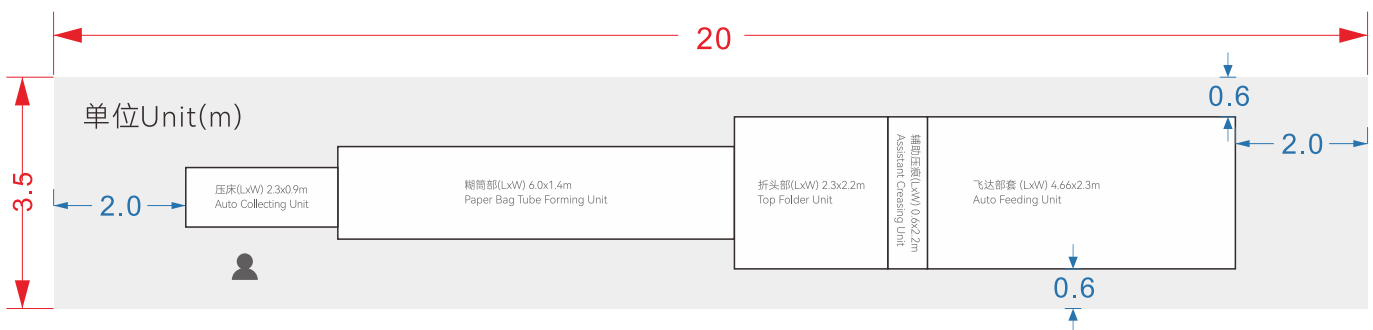 20
0.6
单位Unit(m)
3.5
2.0
压床(LxW) 2.3x0.9m
Auto Collecting Unit
糊筒部(LxW) 6.0x1.4m
Paper Bag Tube Forming Unit
折头部(LxW) 2.3x2.2m
Top Folder Unit
辅助压痕(LxW) 0.6x2.2m
Assistant Creasing Unit
飞达部套 (LxW) 4.66x2.3m
Auto Feeding Unit
2.0
0.6